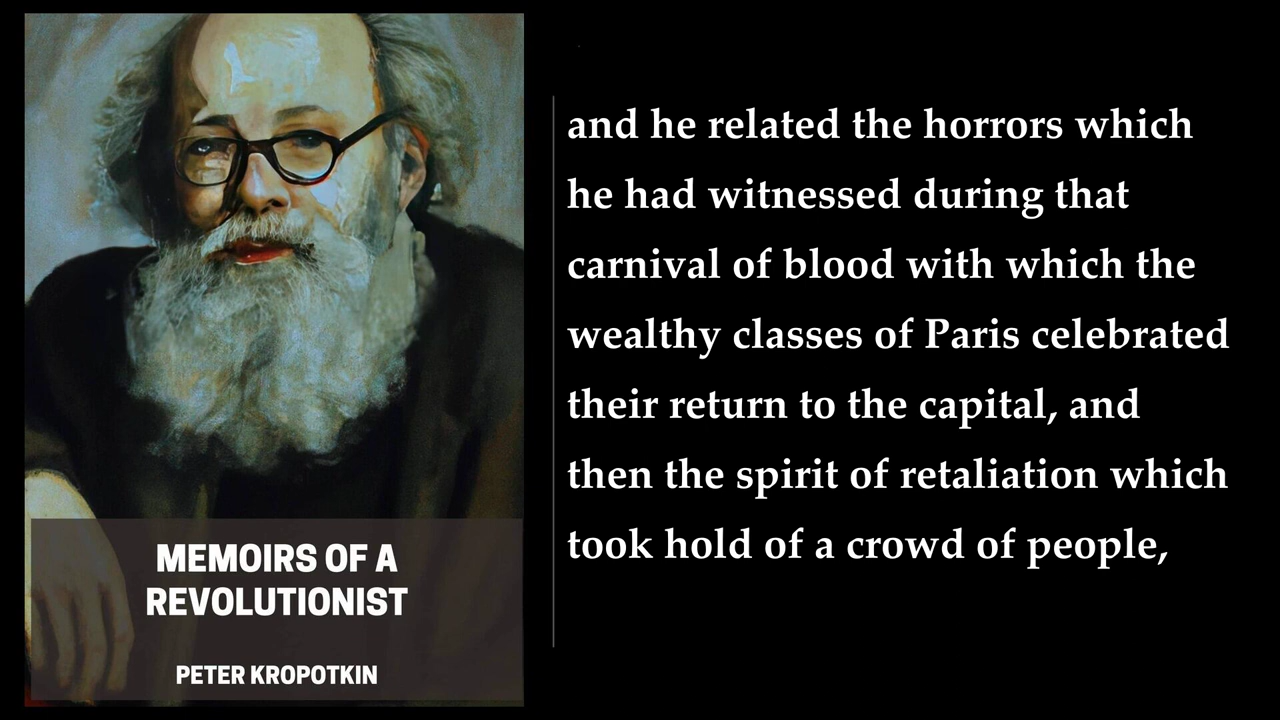 MEMOIRS OF A
REVOLUTIONIST
PETER KROPOTKIN
and he related the horrors which
he had witnessed during that
carnival of blood with which the
wealthy classes of Paris celebrated
their return to the capital, and
then the spirit of retaliation which
took hold of a crowd of people,